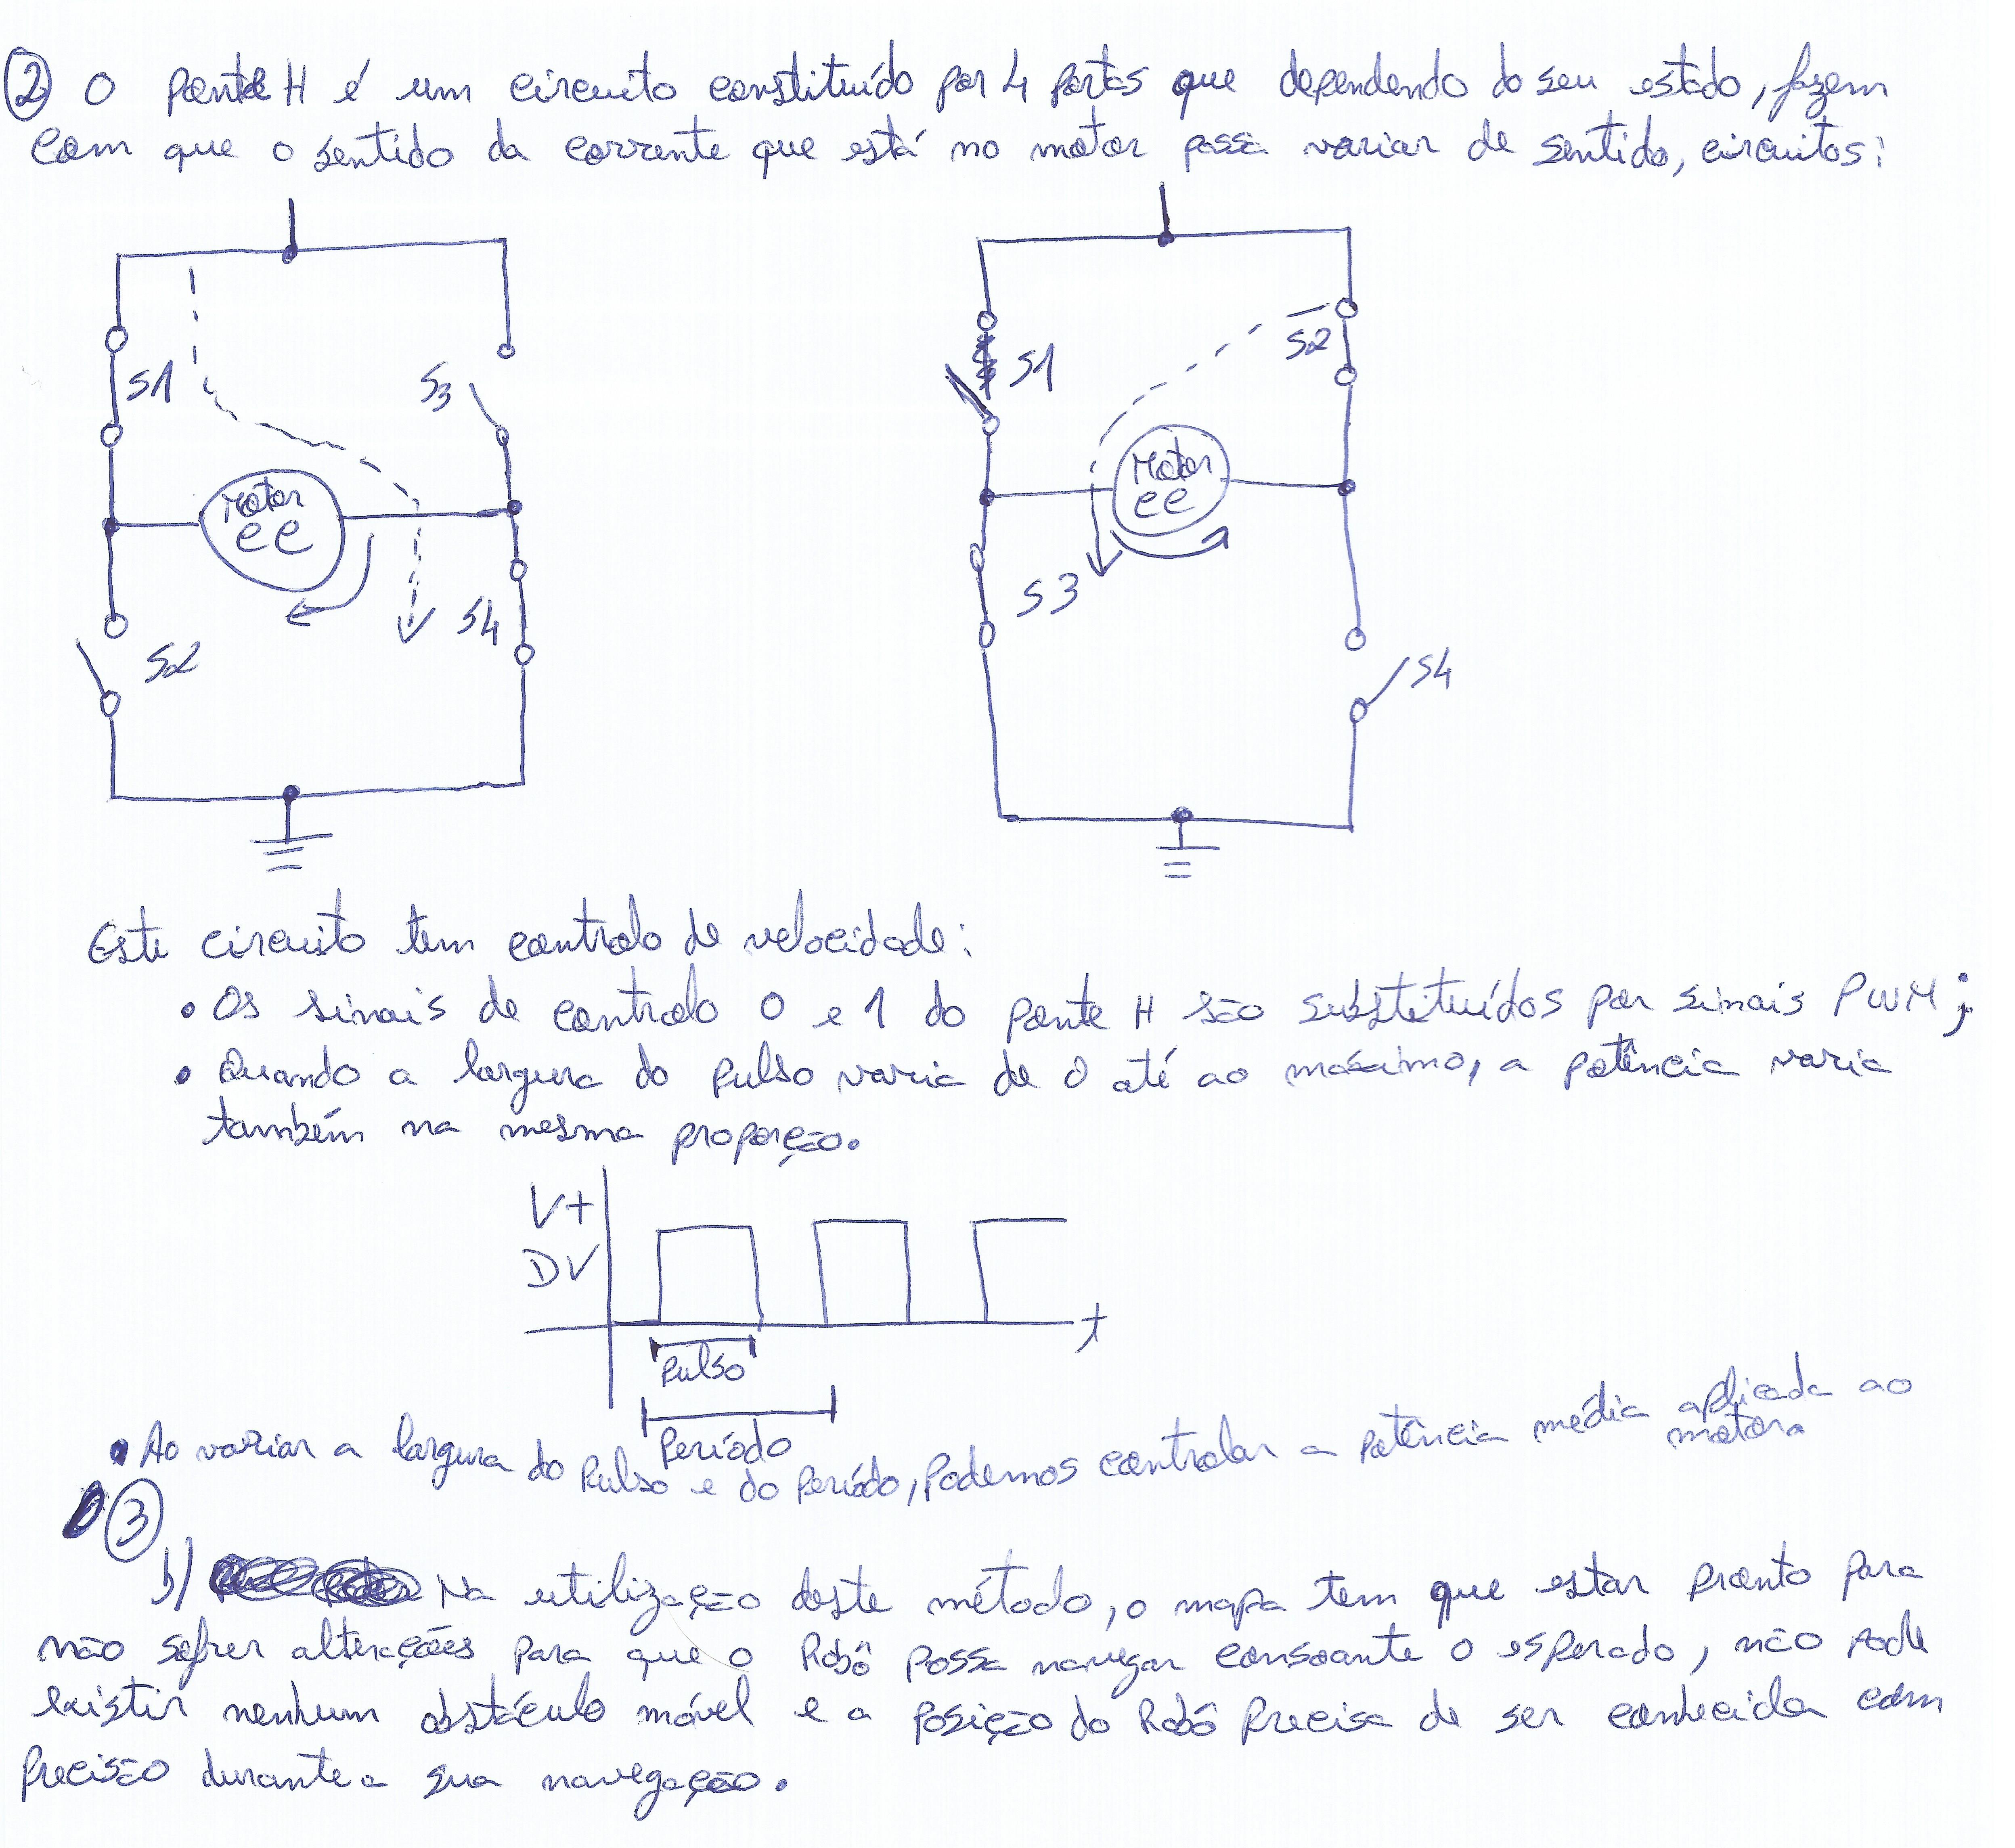 ② O ponte H é um circuito constituído por 4 portas que dependendo do seu estado, fazem
com que o sentido da corrente que está no motor possa variar de sentido, circuitos:
S1
S3
Motor
CC
S2
S4
S1
S2
Motor
CC
S3
S4
Este circuito tem controlo de velocidade:
• Os sinais de controlo 0 e 1 do ponte H são substituídos por sinais PWM;
• Quando a largura do pulso varia de 0 até ao máximo, a potência varia
também na mesma proporção.
V+
DV
t
Pulso
Período
• Ao variar a largura do Pulso e do Período, Podemos controlar a potência média aplicada ao
motor.
③
b) Na utilização deste método, o mapa tem que estar pronto para
não sofrer alterações para que o Robô possa navegar consoante o esperado, não pode
existir nenhum obstáculo móvel e a posição do Robô precisa de ser conhecida com
precisão durante a sua navegação.